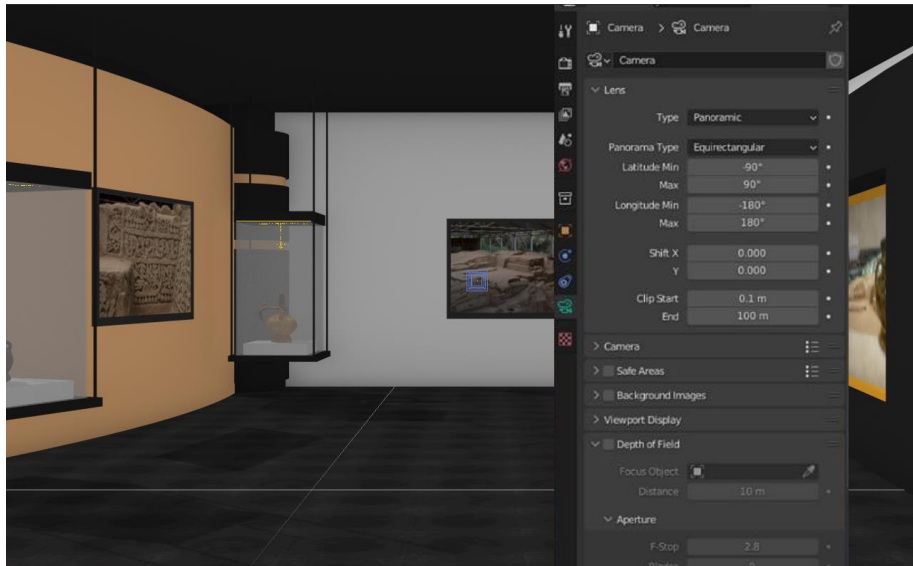 Camera > Camera
Camera
Lens
Type Panoramic
Panorama Type Equirectangular
Latitude Min -90°
Max 90°
Longitude Min -180°
Max 180°
Shift X 0.000
Y 0.000
Clip Start 0.1 m
End 100 m
Camera
Safe Areas
Background Images
Viewport Display
Depth of Field
Focus Object
Distance 10 m
Aperture
F-Stop 2.8